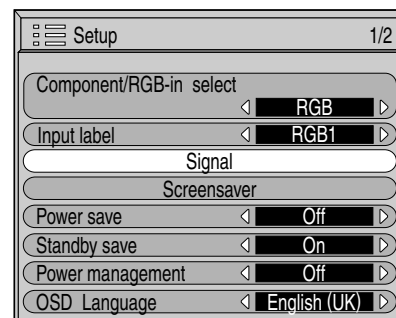 Setup 1/2
Component/RGB-in select
RGB
Input label RGB1
Signal
Screensaver
Power save Off
Standby save On
Power management Off
OSD Language English (UK)